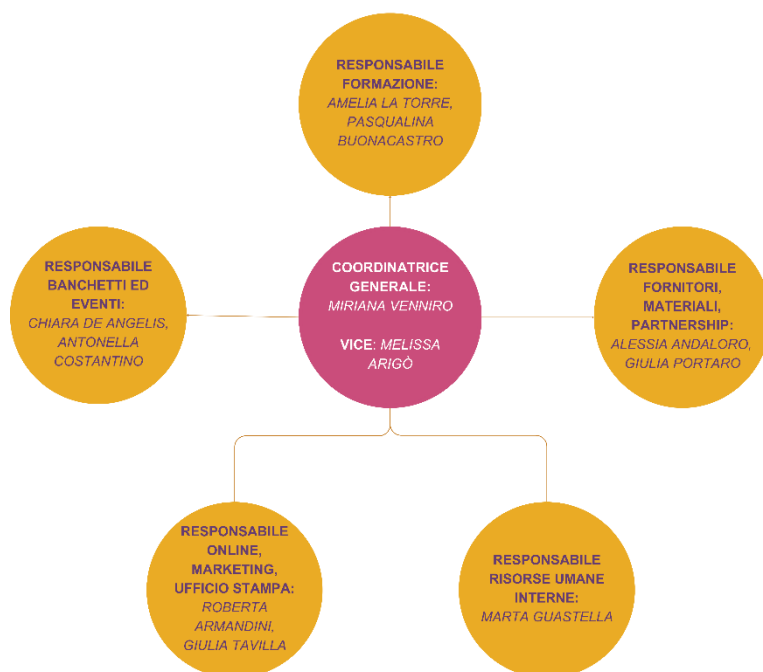 RESPONSABILE
FORMAZIONE:
AMELIA LA TORRE,
PASQUALINA
BUONACASTRO
RESPONSABILE
BANCHETTI ED
EVENTI:
CHIARA DE ANGELIS,
ANTONELLA
COSTANTINO
COORDINATRICE
GENERALE:
MIRIANA VENNIRO
VICE: MELISSA
ARIGÒ
RESPONSABILE
FORNITORI,
MATERIALI,
PARTNERSHIP:
ALESSIA ANDALORO,
GIULIA PORTARO
RESPONSABILE
ONLINE,
MARKETING,
UFFICIO STAMPA:
ROBERTA
ARMANDINI,
GIULIA TAVILLA
RESPONSABILE
RISORSE UMANE
INTERNE:
MARTA GUASTELLA